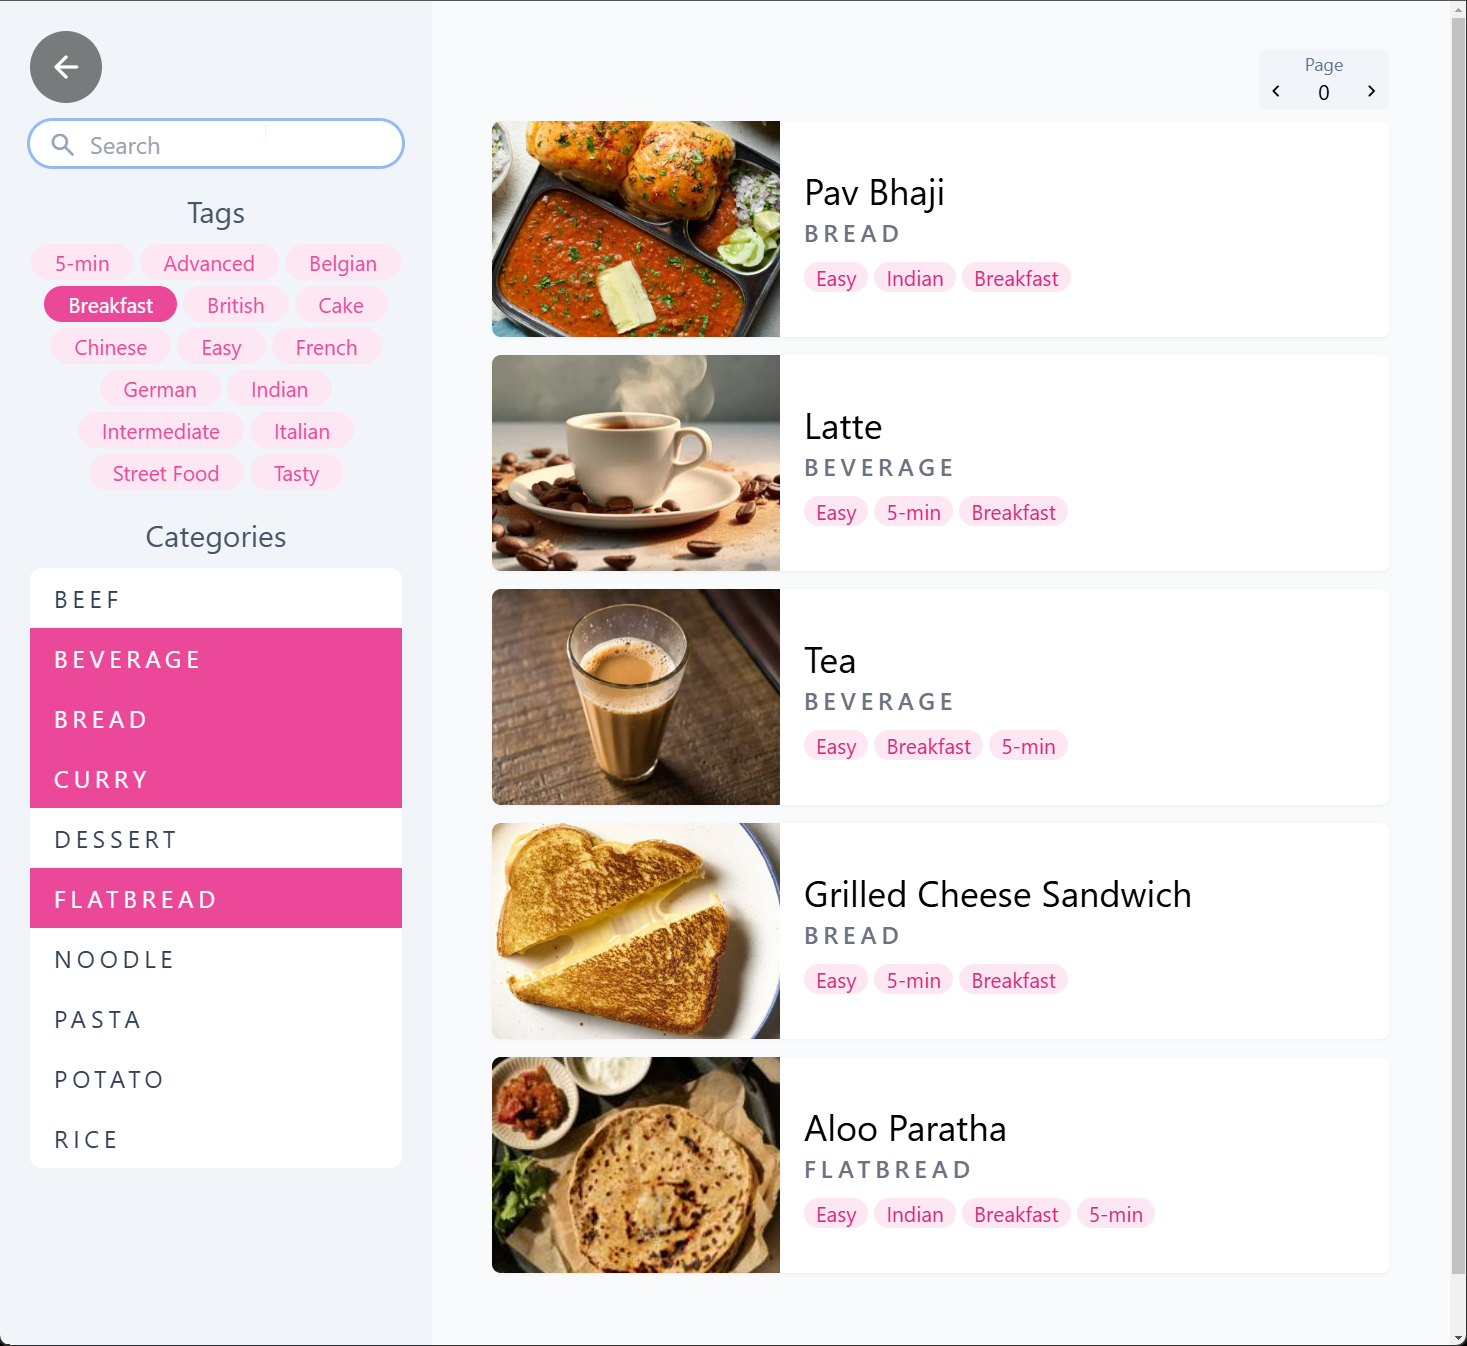 Search
Tags
5-min Advanced Belgian
Breakfast British Cake
Chinese Easy French
German Indian
Intermediate Italian
Street Food Tasty
Categories
BEEF
BEVERAGE
BREAD
CURRY
DESSERT
FLATBREAD
NOODLE
PASTA
POTATO
RICE
Page
0
Pav Bhaji
BREAD
Easy Indian Breakfast
Latte
BEVERAGE
Easy 5-min Breakfast
Tea
BEVERAGE
Easy Breakfast 5-min
Grilled Cheese Sandwich
BREAD
Easy 5-min Breakfast
Aloo Paratha
FLATBREAD
Easy Indian Breakfast 5-min